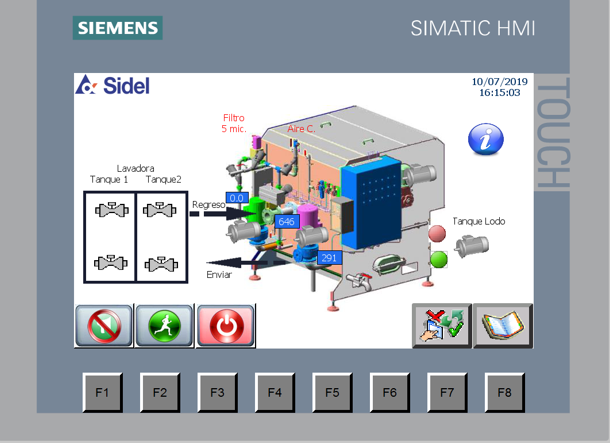 SIEMENS
SIMATIC HMI
TOUCH
Sidel
10/07/2019
16:15:03
Filtro
5 mic.
Aire C.
Lavadora
Tanque 1 Tanque2
Regreso
0.0
646
291
Enviar
Tanque Lodo
F1 F2 F3 F4 F5 F6 F7 F8